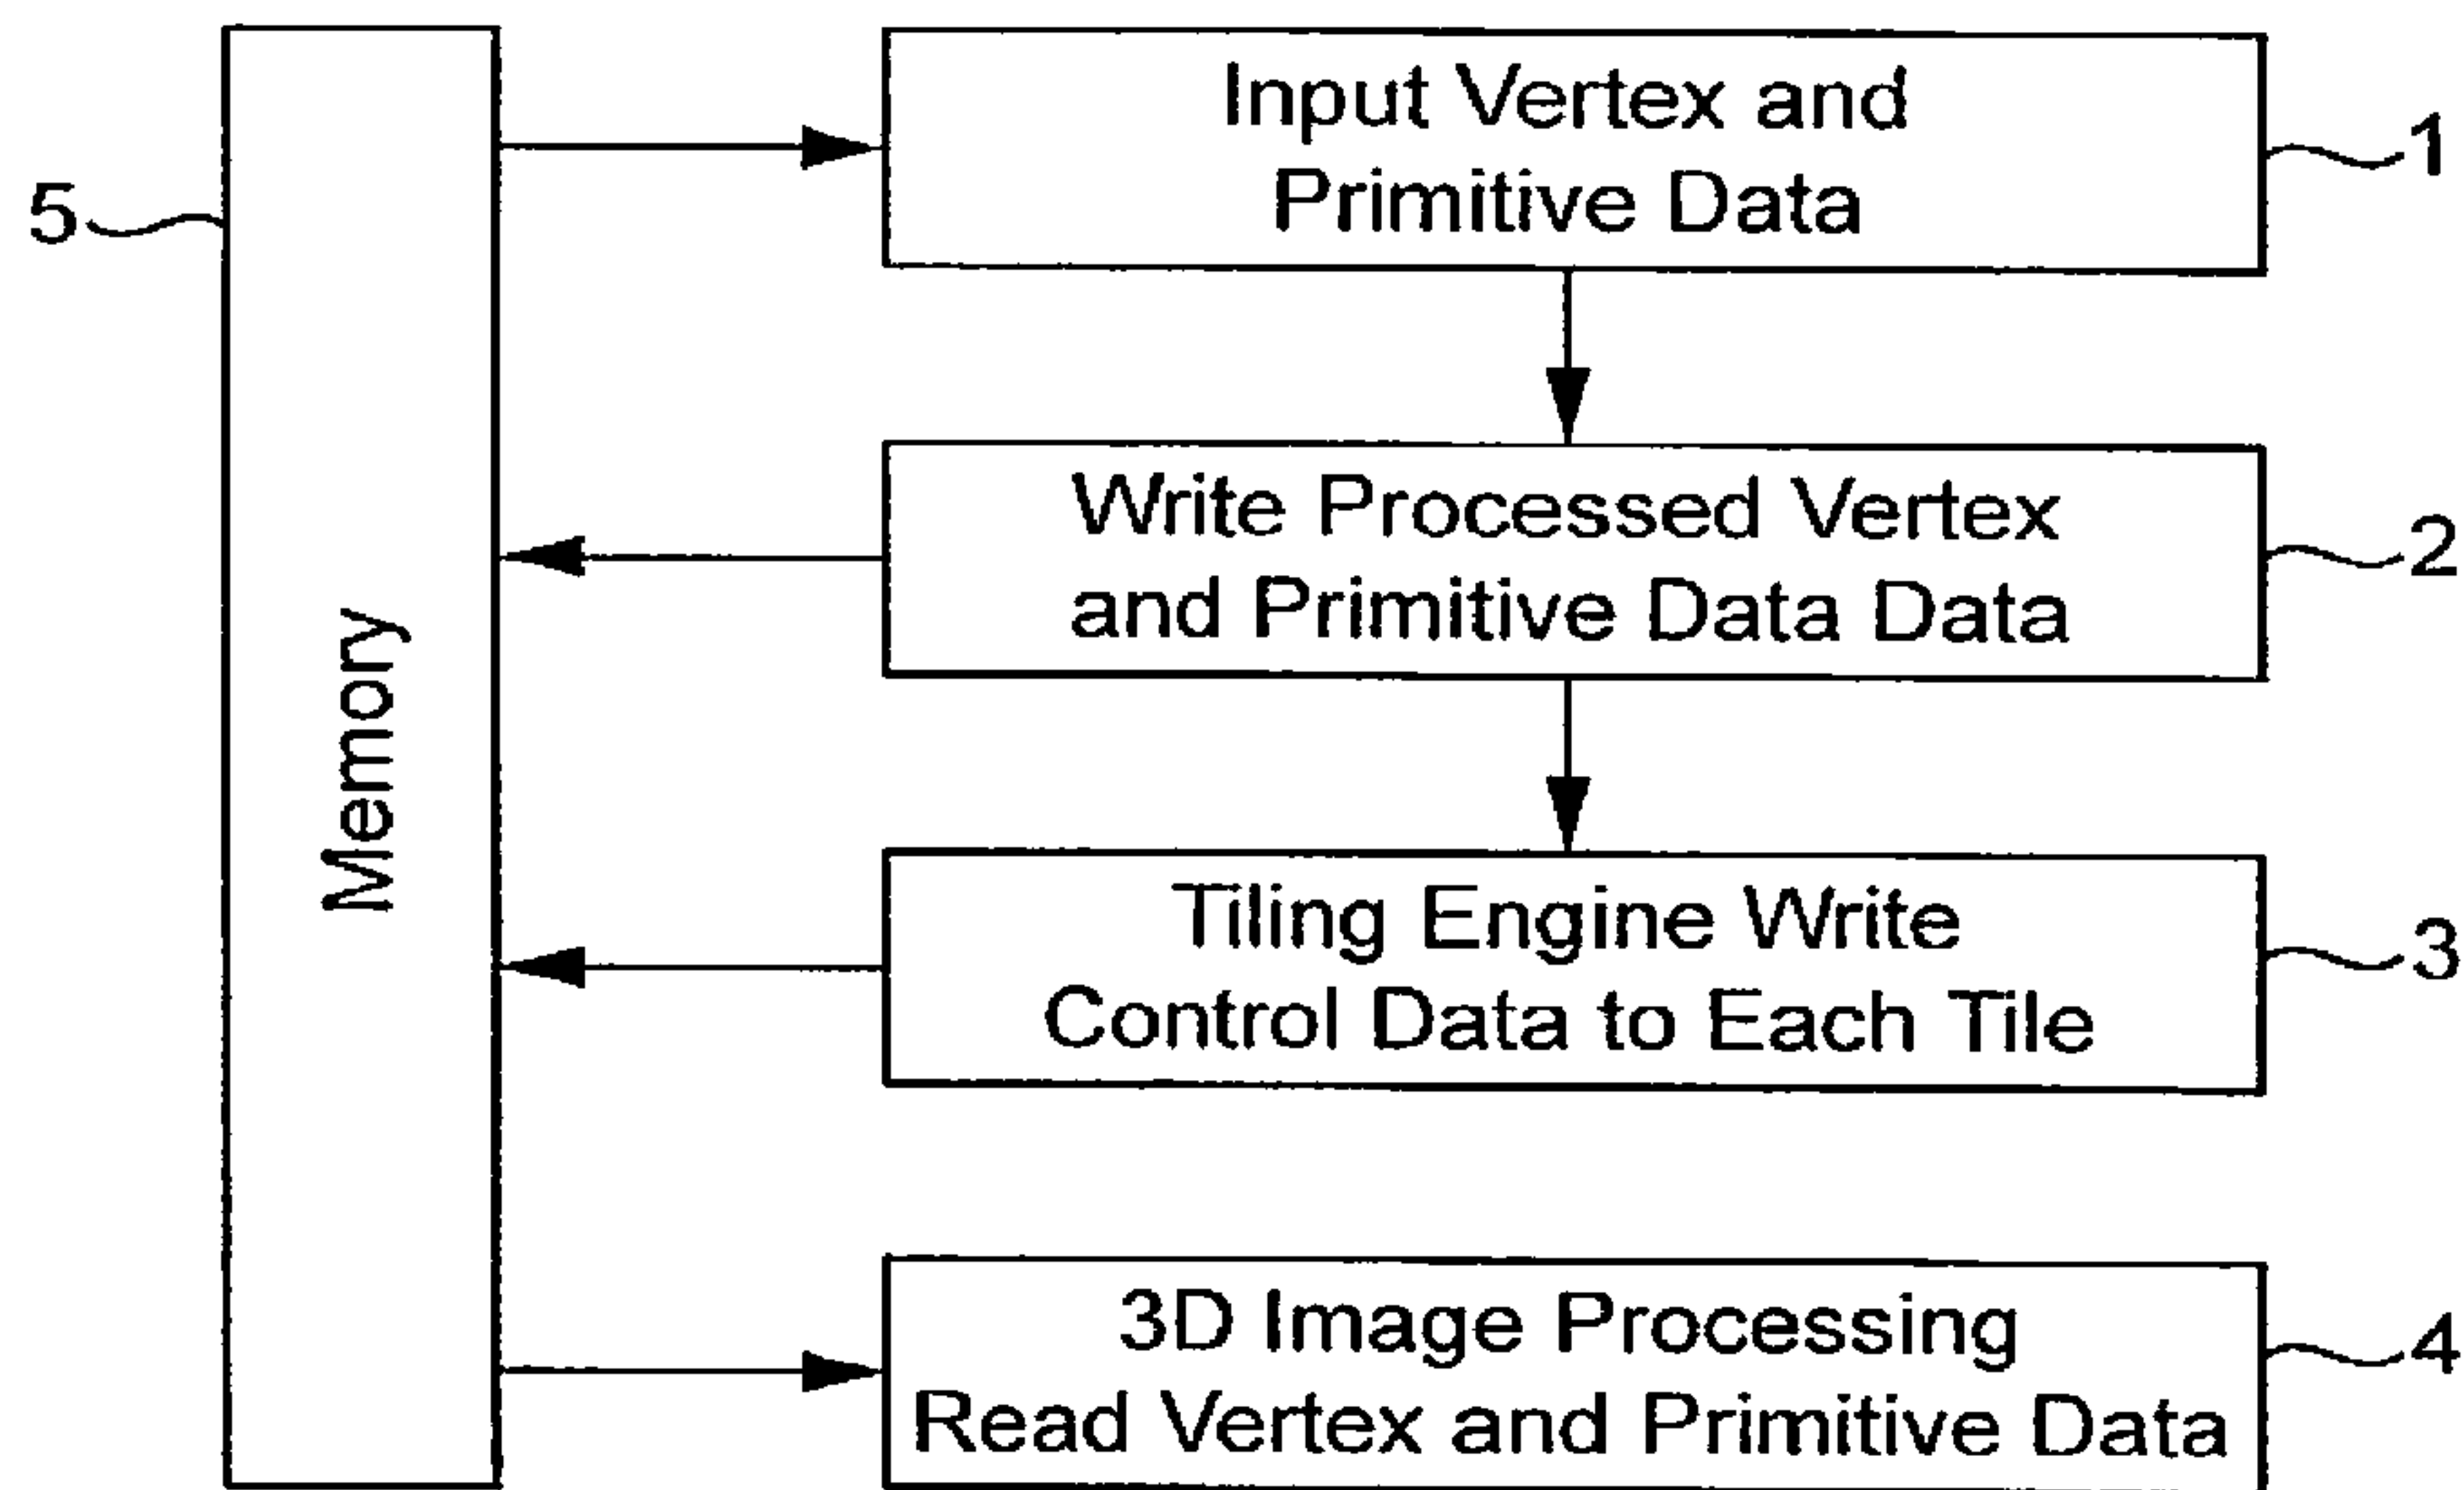 Input Vertex and
Primitive Data
1
5
Write Processed Vertex
and Primitive Data Data
2
Memory
Tiling Engine Write
Control Data to Each Tile
3
3D Image Processing
Read Vertex and Primitive Data
4